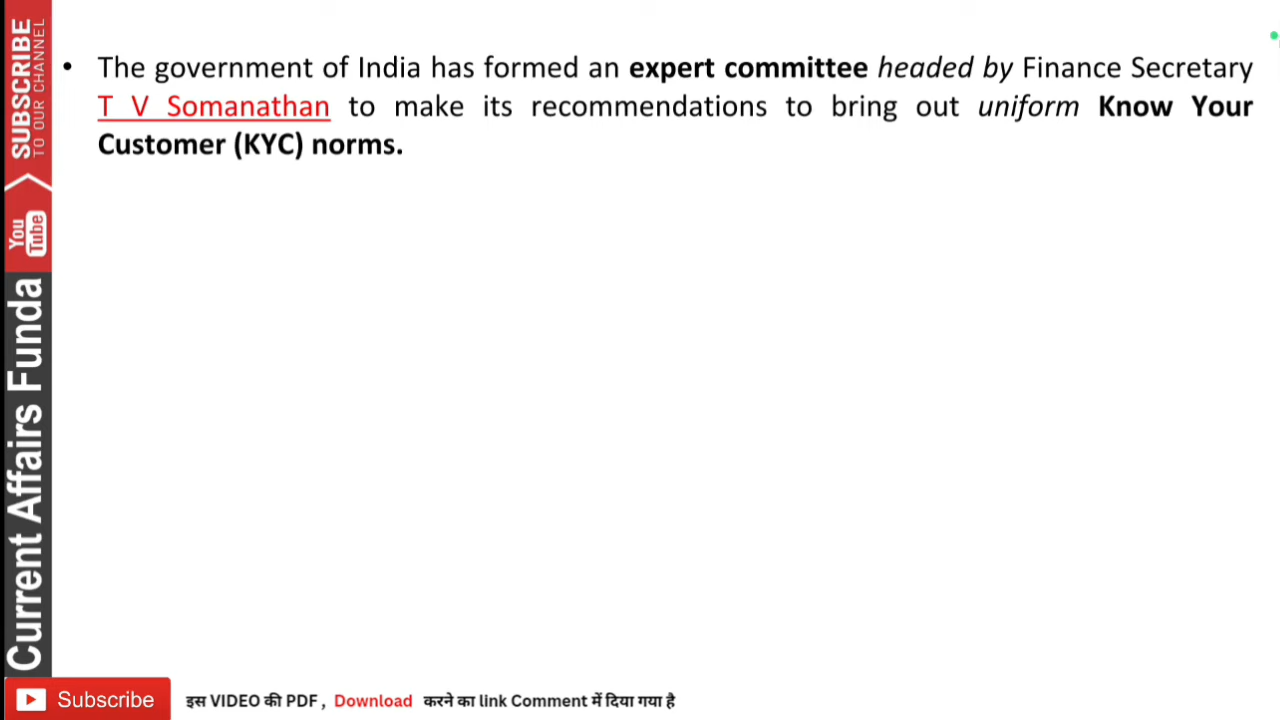 • The government of India has formed an expert committee headed by Finance Secretary
T V Somanathan to make its recommendations to bring out uniform Know Your
Customer (KYC) norms.
SUBSCRIBE
TO OUR CHANNEL
You
Tube
Current Affairs Funda
Subscribe
इस VIDEO की PDF , Download करने का link Comment में दिया गया है